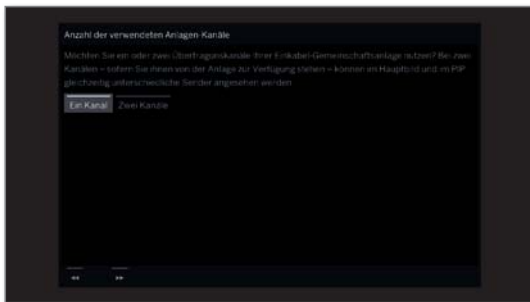 Anzahl der verwendeten Anlagen-Kanäle
Möchten Sie ein oder zwei Übertragunskanäle Ihrer Einkabel-Gemeinschaftsanlage nutzen? Bei zwei
Kanälen – sofern Sie ihnen von der Anlage zur Verfügung stehen – können im Hauptbild und im PIP
gleichzeitig unterschiedliche Sender angesehen werden
Ein Kanal Zwei Kanäle